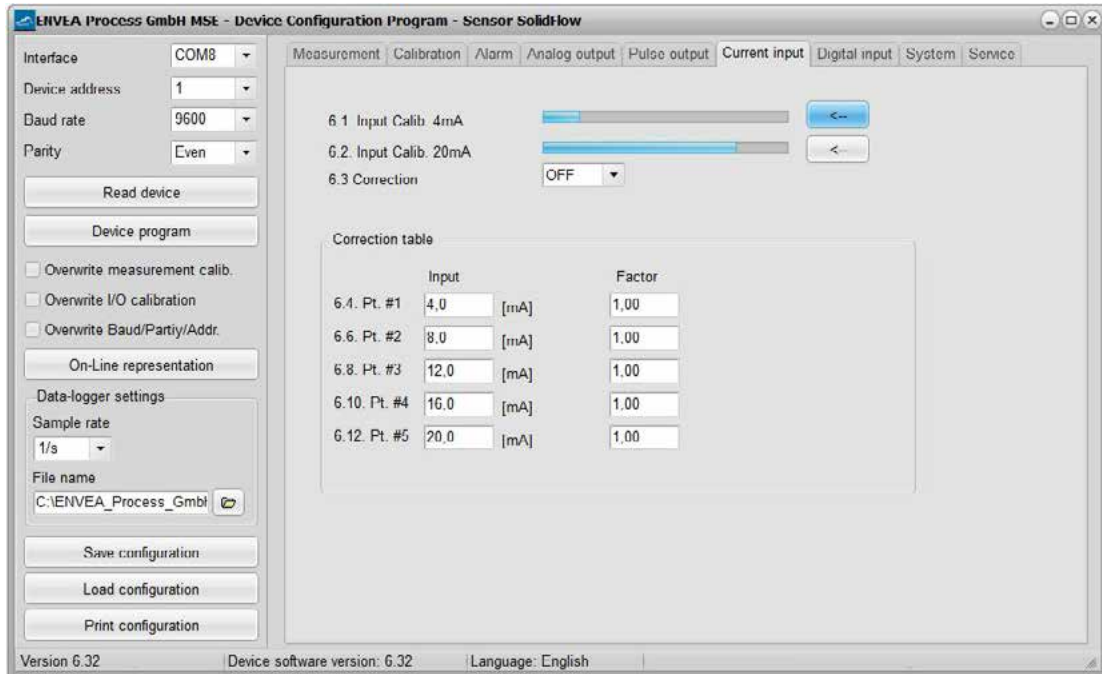 ENVEA Process GmbH MSE - Device Configuration Program - Sensor SolidFlow
Interface COM8
Device address 1
Baud rate 9600
Parity Even
Read device
Device program
Overwrite measurement calib.
Overwrite I/O calibration
Overwrite Baud/Partiy/Addr.
On-Line representation
Data-logger settings
Sample rate
1/s
File name
C:\ENVEA_Process_Gmbl
Save configuration
Load configuration
Print configuration
Measurement Calibration Alarm Analog output Pulse output Current input Digital input System Service
6.1 Input Calib. 4mA <--
6.2. Input Calib. 20mA <--
6.3 Correction OFF
Correction table
Input Factor
6.4. Pt. #1 4,0 [mA] 1,00
6.6. Pt. #2 8,0 [mA] 1,00
6.8. Pt. #3 12,0 [mA] 1,00
6.10. Pt. #4 16,0 [mA] 1,00
6.12. Pt. #5 20,0 [mA] 1,00
Version 6.32 Device software version: 6.32 Language: English